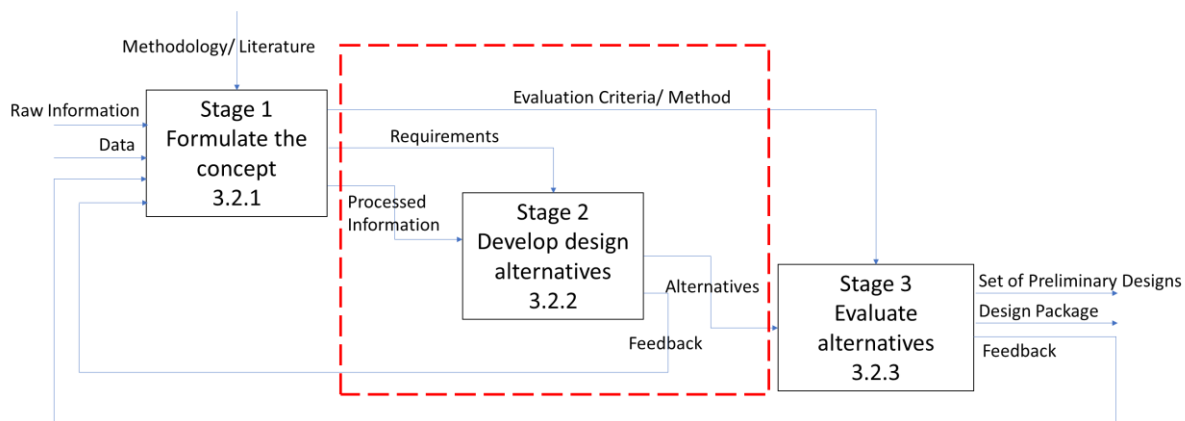 Methodology/ Literature
Raw Information
Data
Stage 1
Formulate the
concept
3.2.1
Evaluation Criteria/ Method
Requirements
Processed
Information
Stage 2
Develop design
alternatives
3.2.2
Alternatives
Feedback
Stage 3
Evaluate
alternatives
3.2.3
Set of Preliminary Designs
Design Package
Feedback